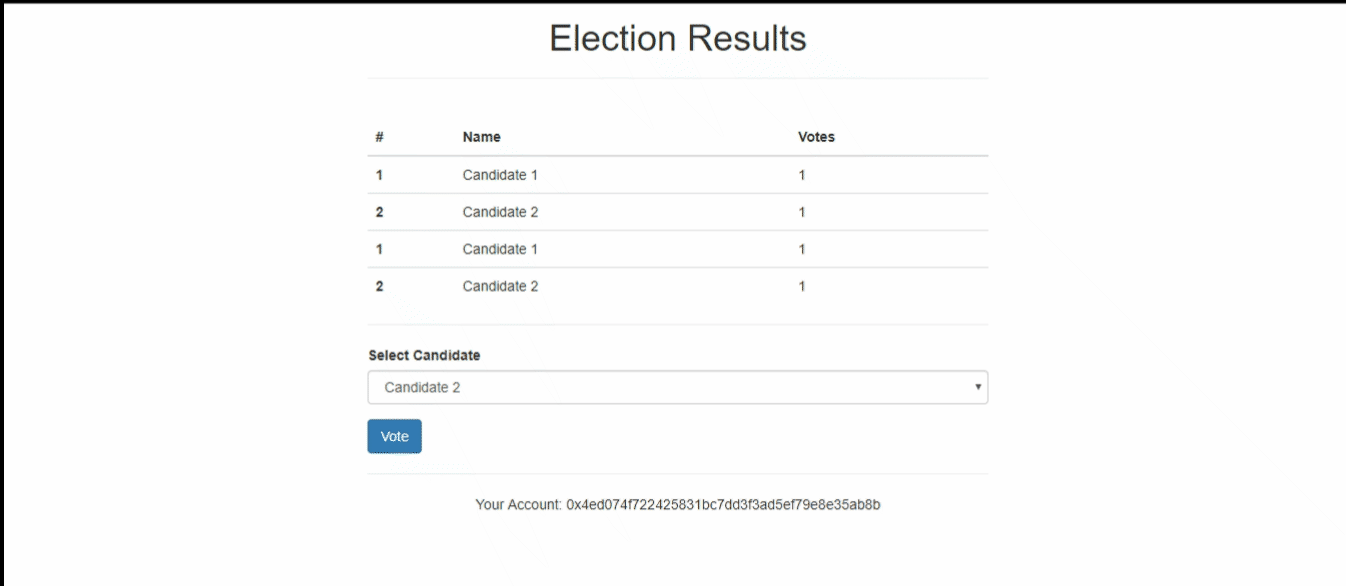 Election Results
# Name Votes
1 Candidate 1 1
2 Candidate 2 1
1 Candidate 1 1
2 Candidate 2 1
Select Candidate
Candidate 2
Vote
Your Account: 0x4ed074f722425831bc7dd3f3ad5ef79e8e35ab8b